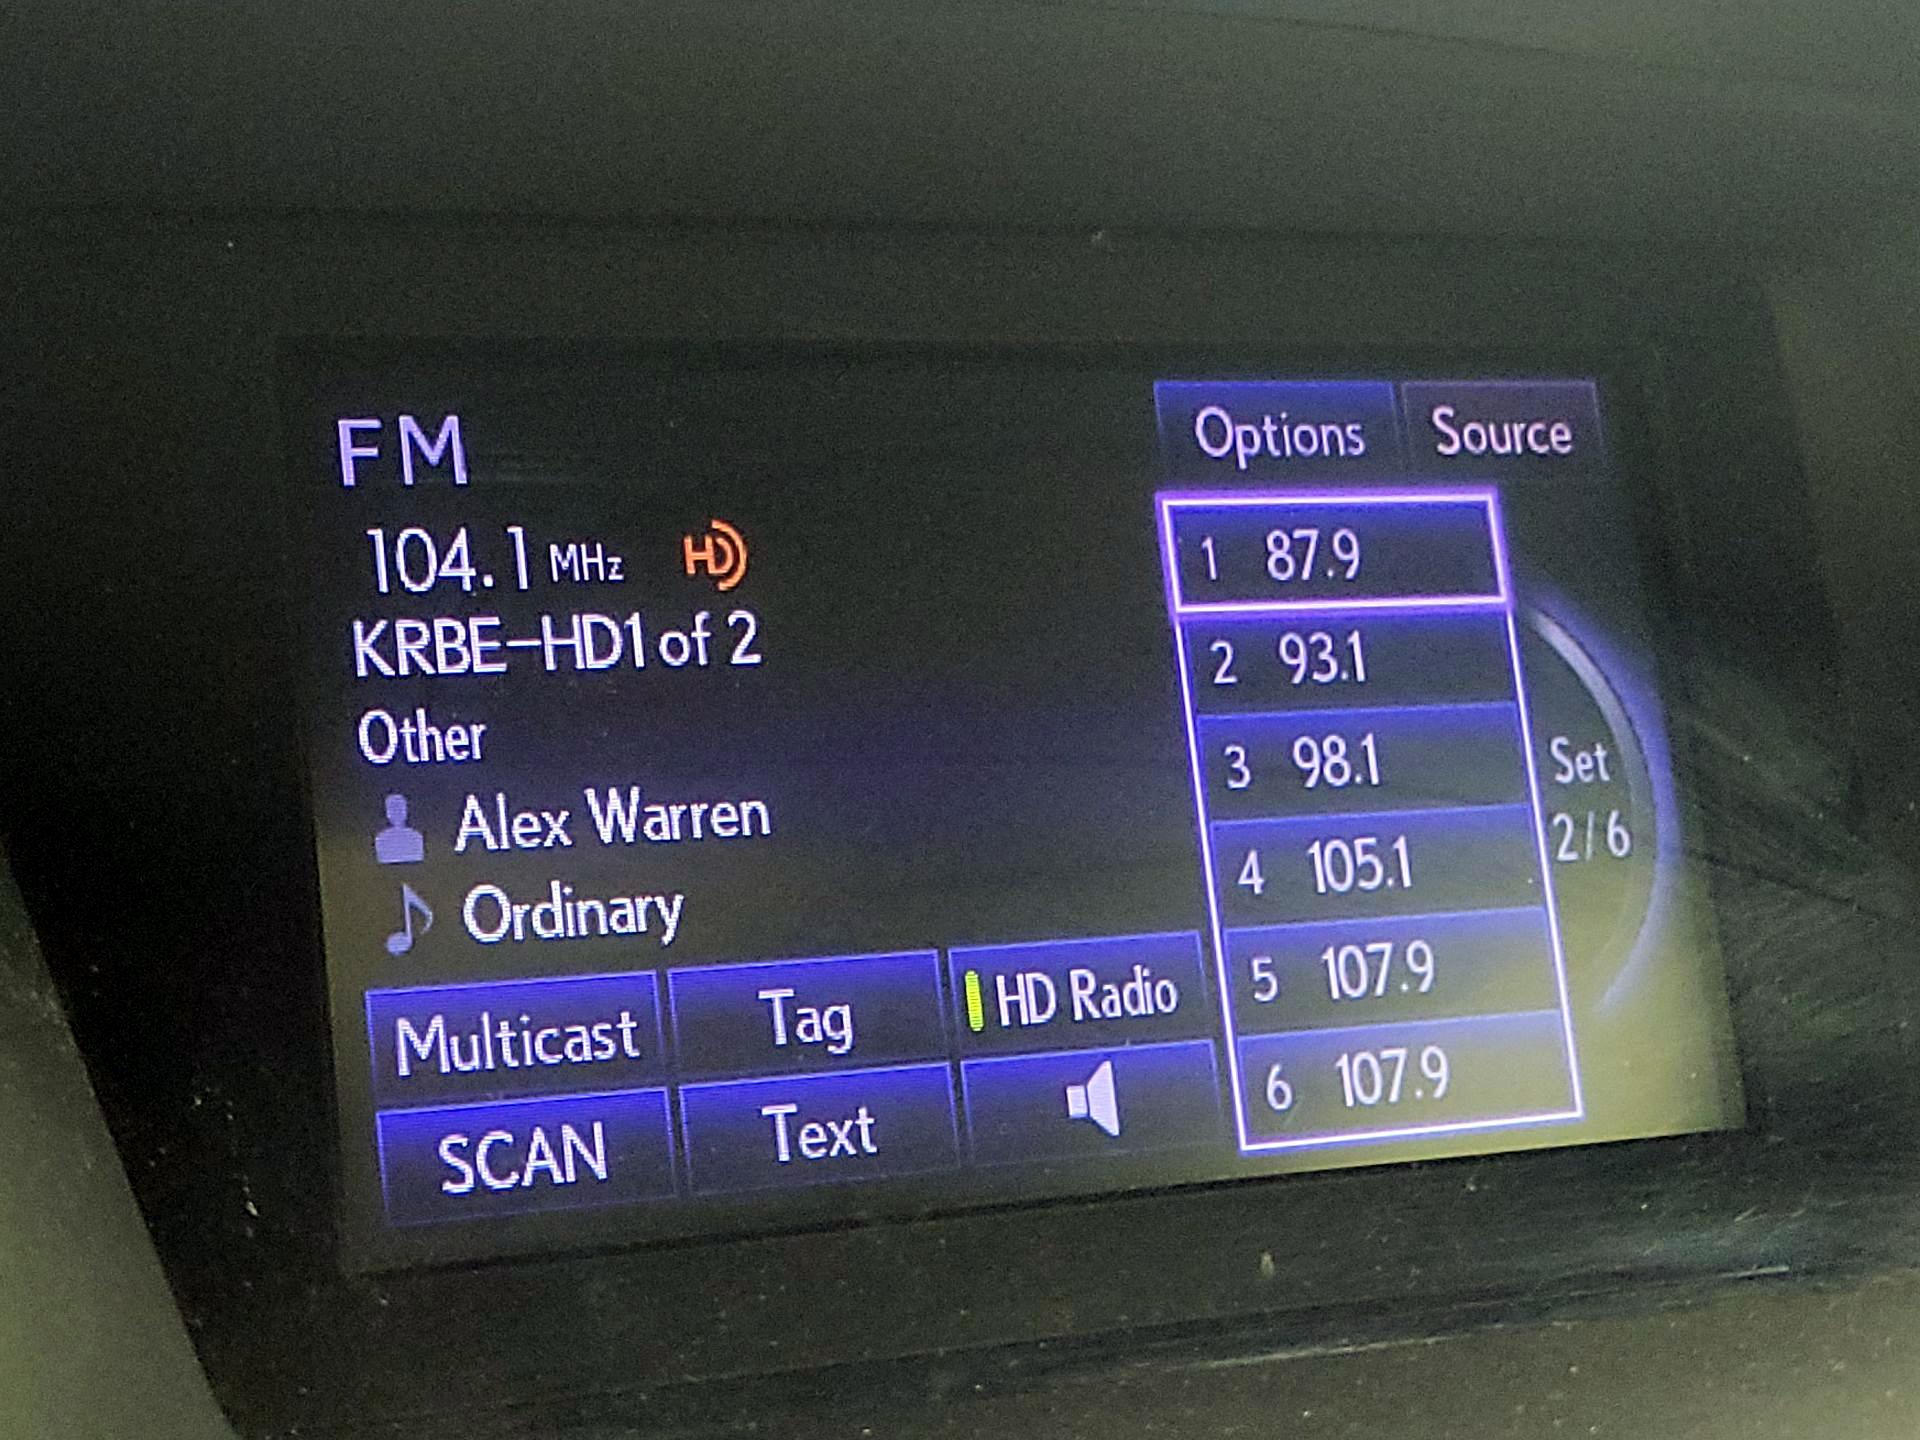 FM
Options Source
104.1 MHz HD
KRBE-HD1 of 2
Other
Alex Warren
Ordinary
Multicast Tag HD Radio
SCAN Text
1 87.9
2 93.1
3 98.1
4 105.1
5 107.9
6 107.9
Set
2/6